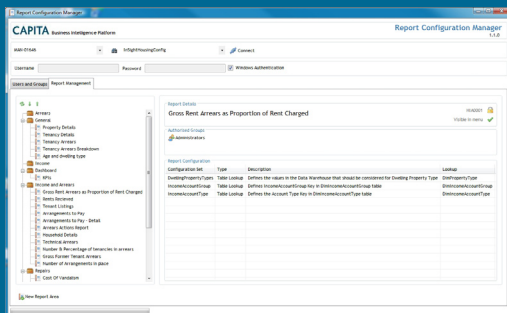 Report Configuration Manager
CAPITA Business Intelligence Platform
Report Configuration Manager
1.1.0
MAN-01646
InfightHousingConfig
Connect
Username
Password
Windows Authentication
Users and Groups
Report Management
Arrears
General
Property Details
Tenancy Details
Tenancy Arrears
Tenancy Arrears Breakdown
Age and dwelling type
Income
Dashboard
KPIs
Income and Arrears
Gross Rent Arrears as Proportion of Rent Charged
Rents Recieved
Tenant Listings
Arrangements to Pay
Arrangements to Pay - Detail
Arrears Actions Report
Household Details
Technical Arrears
Number & Percentage of tenancies in arrears
Gross Former Tenant Arrears
Number of Arrangements in place
Repairs
Cost Of Vandalism
New Report Area
Report Details
Gross Rent Arrears as Proportion of Rent Charged
Visible in menu
Authorised Groups
Administrators
Report Configuration
Configuration Set Type Description Lookup
DwellingPropertyTypes Table Lookup Defines the values in the Data Warehouse that should be considered for Dwelling Property Type DimPropertyType
IncomeAccountGroup Table Lookup Defines IncomeAccountGroup Key in DimIncomeAccountGroup table DimIncomeAccountGroup
IncomeAccountType Table Lookup Defines the Account Type Key in DimIncomeAccountType table DimIncomeAccountType